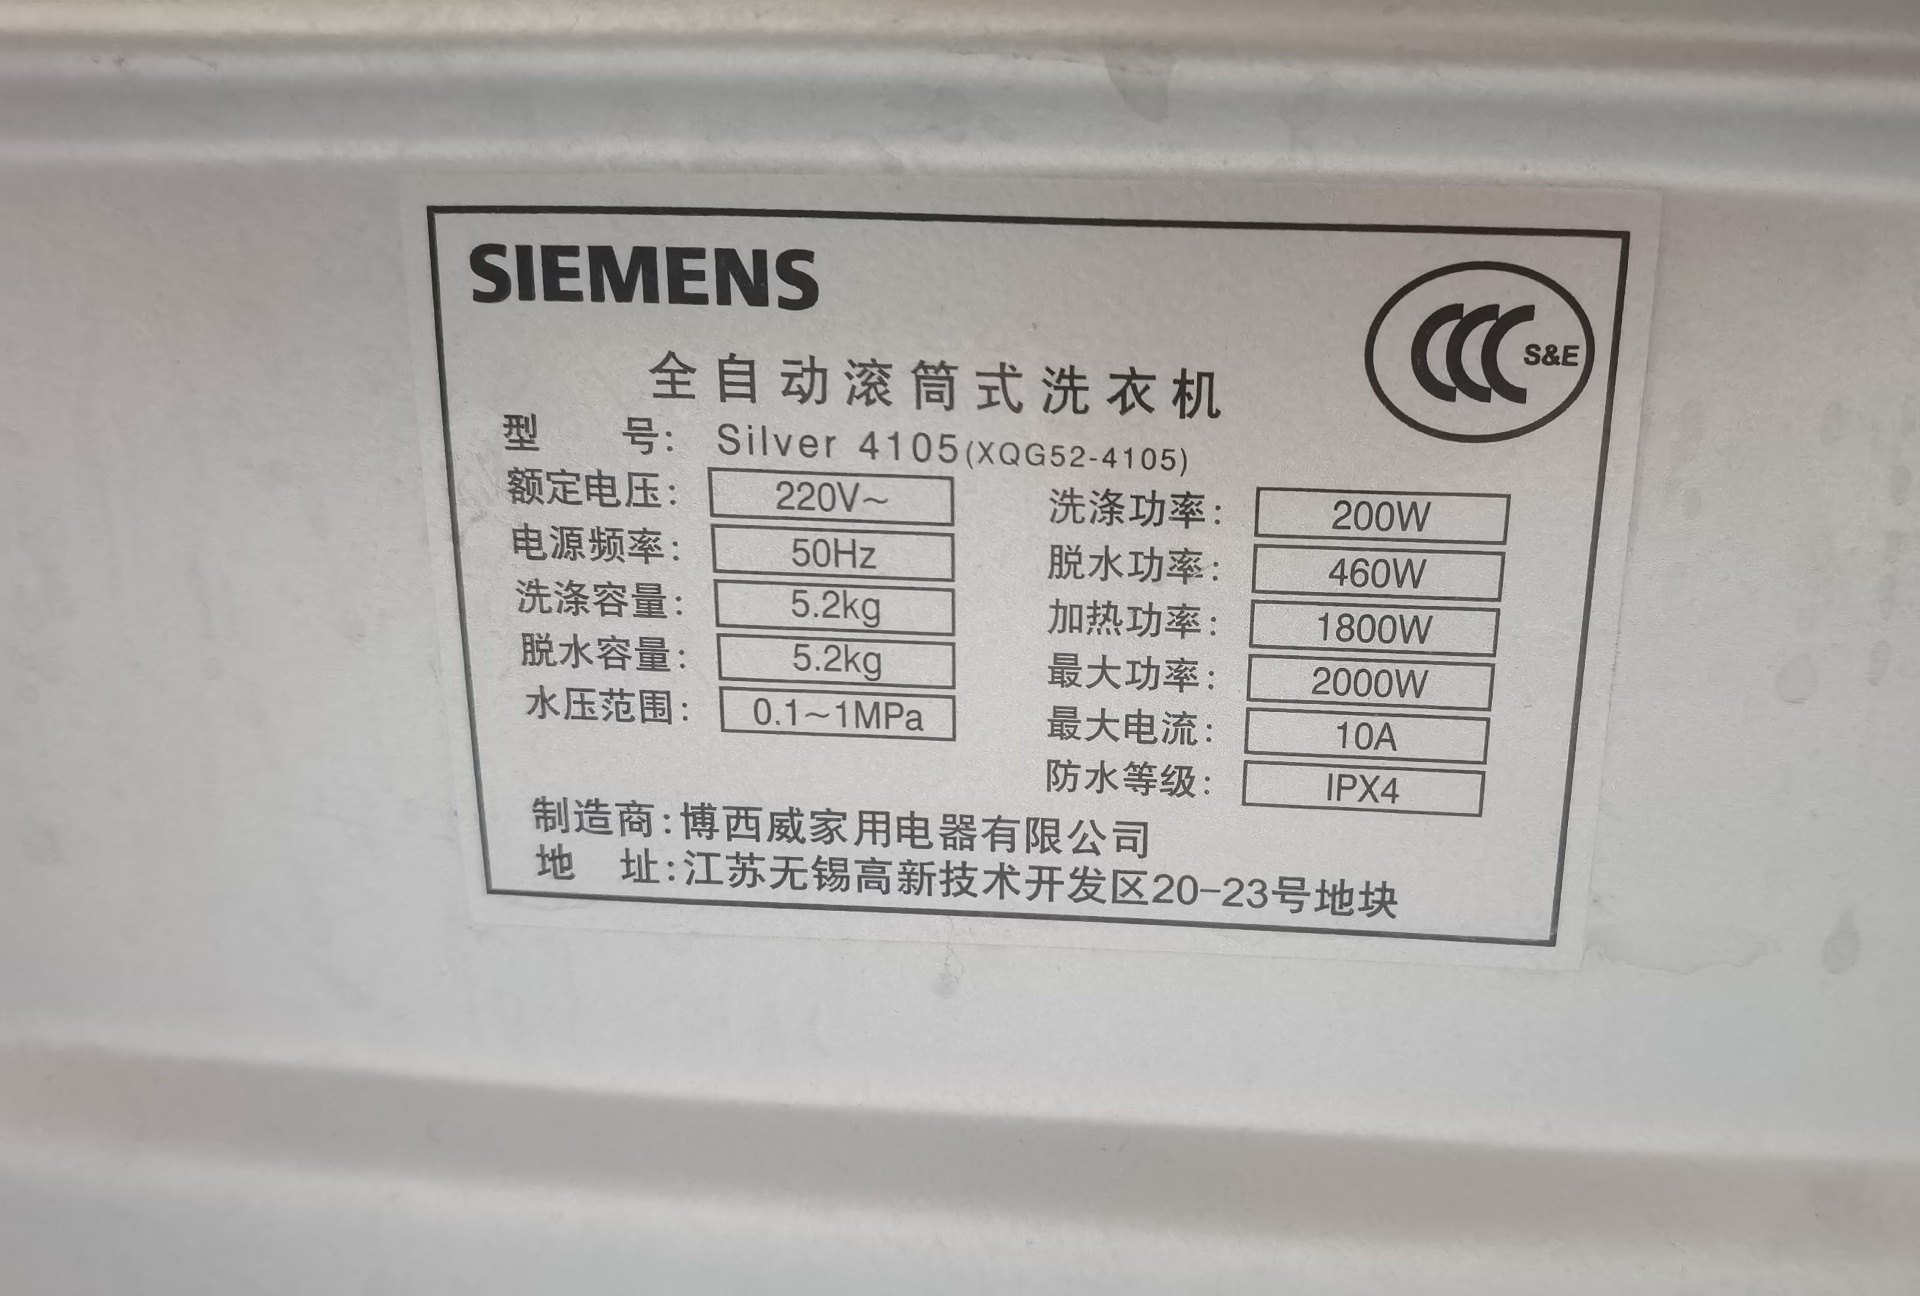 SIEMENS
CCC S&E
全自动滚筒式洗衣机
型 号: Silver 4105(XQG52-4105)
额定电压: 220V~ 洗涤功率: 200W
电源频率: 50Hz 脱水功率: 460W
洗涤容量: 5.2kg 加热功率: 1800W
脱水容量: 5.2kg 最大功率: 2000W
水压范围: 0.1~1MPa 最大电流: 10A
防水等级: IPX4
制造商:博西威家用电器有限公司
地 址:江苏无锡高新技术开发区20-23号地块